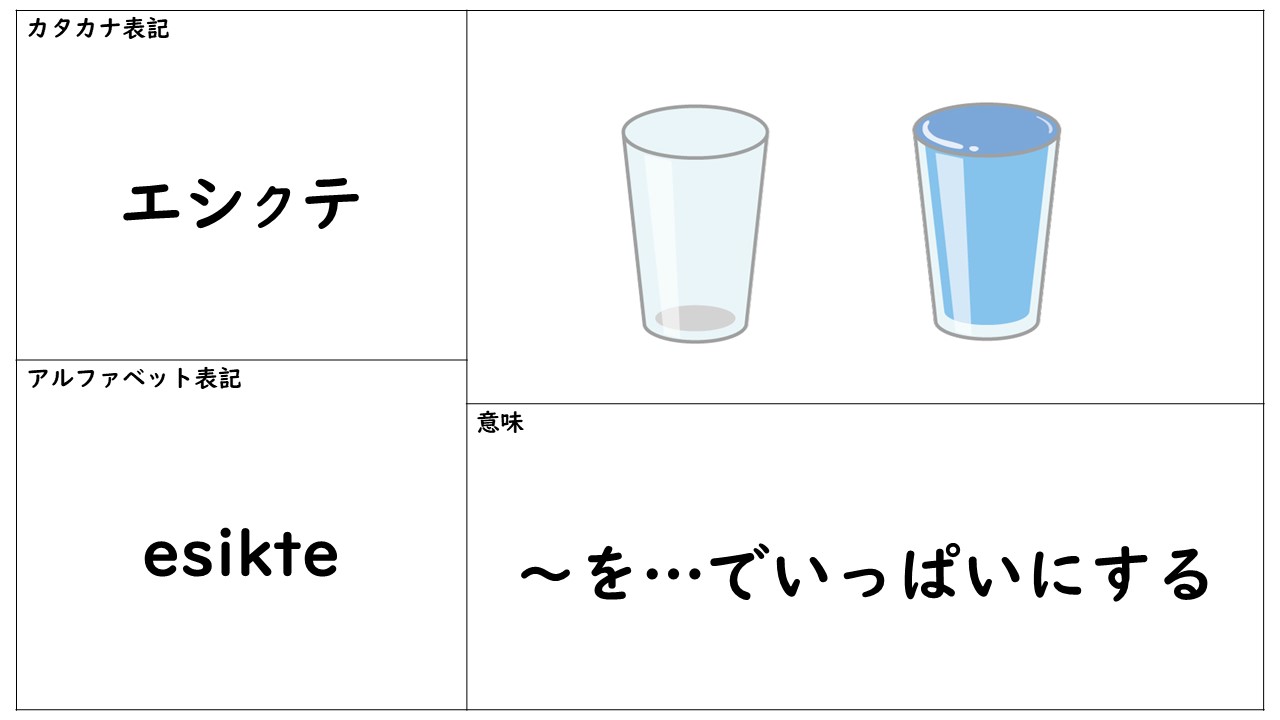 カタカナ表記
エシㇰテ
アルファベット表記
esikte
意味
～を…でいっぱいにする